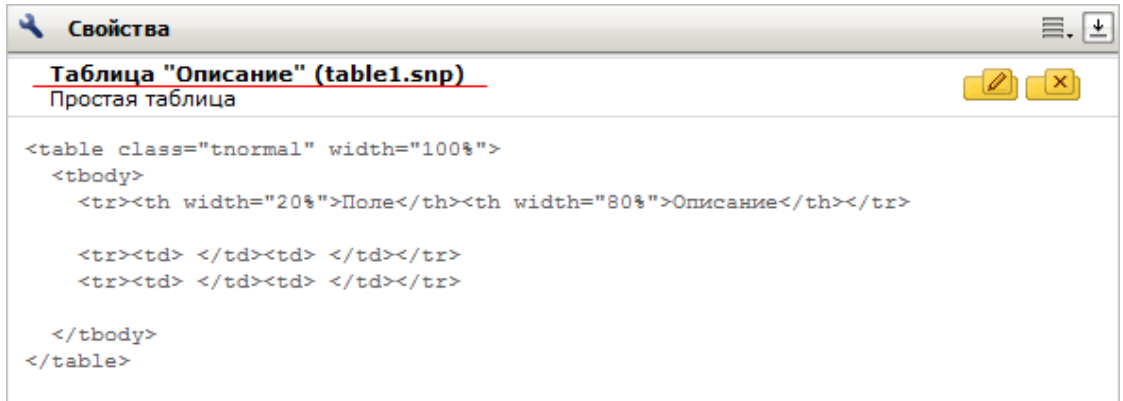 Свойства
Таблица "Описание" (table1.snp)
Простая таблица
<table class="tnormal" width="100%">
<tbody>
<tr><th width="20%">Поле</th><th width="80%">Описание</th></tr>
<tr><td> </td><td> </td></tr>
<tr><td> </td><td> </td></tr>
</tbody>
</table>